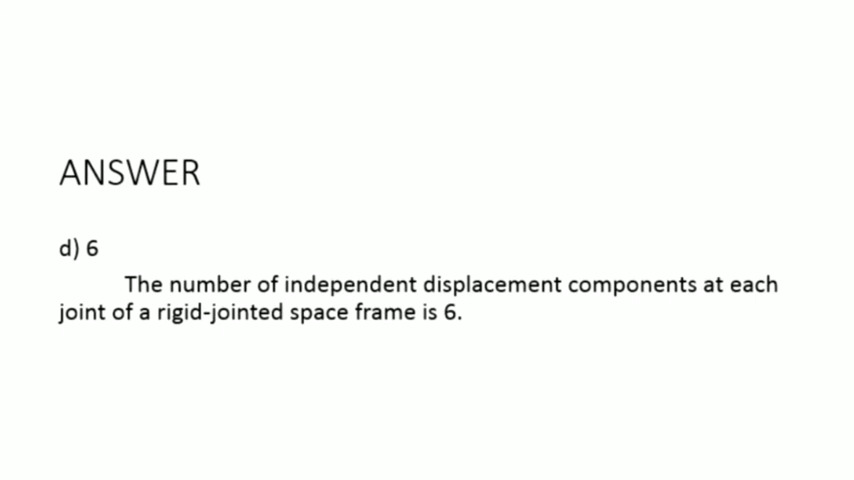 ANSWER
d) 6
The number of independent displacement components at each
joint of a rigid-jointed space frame is 6.